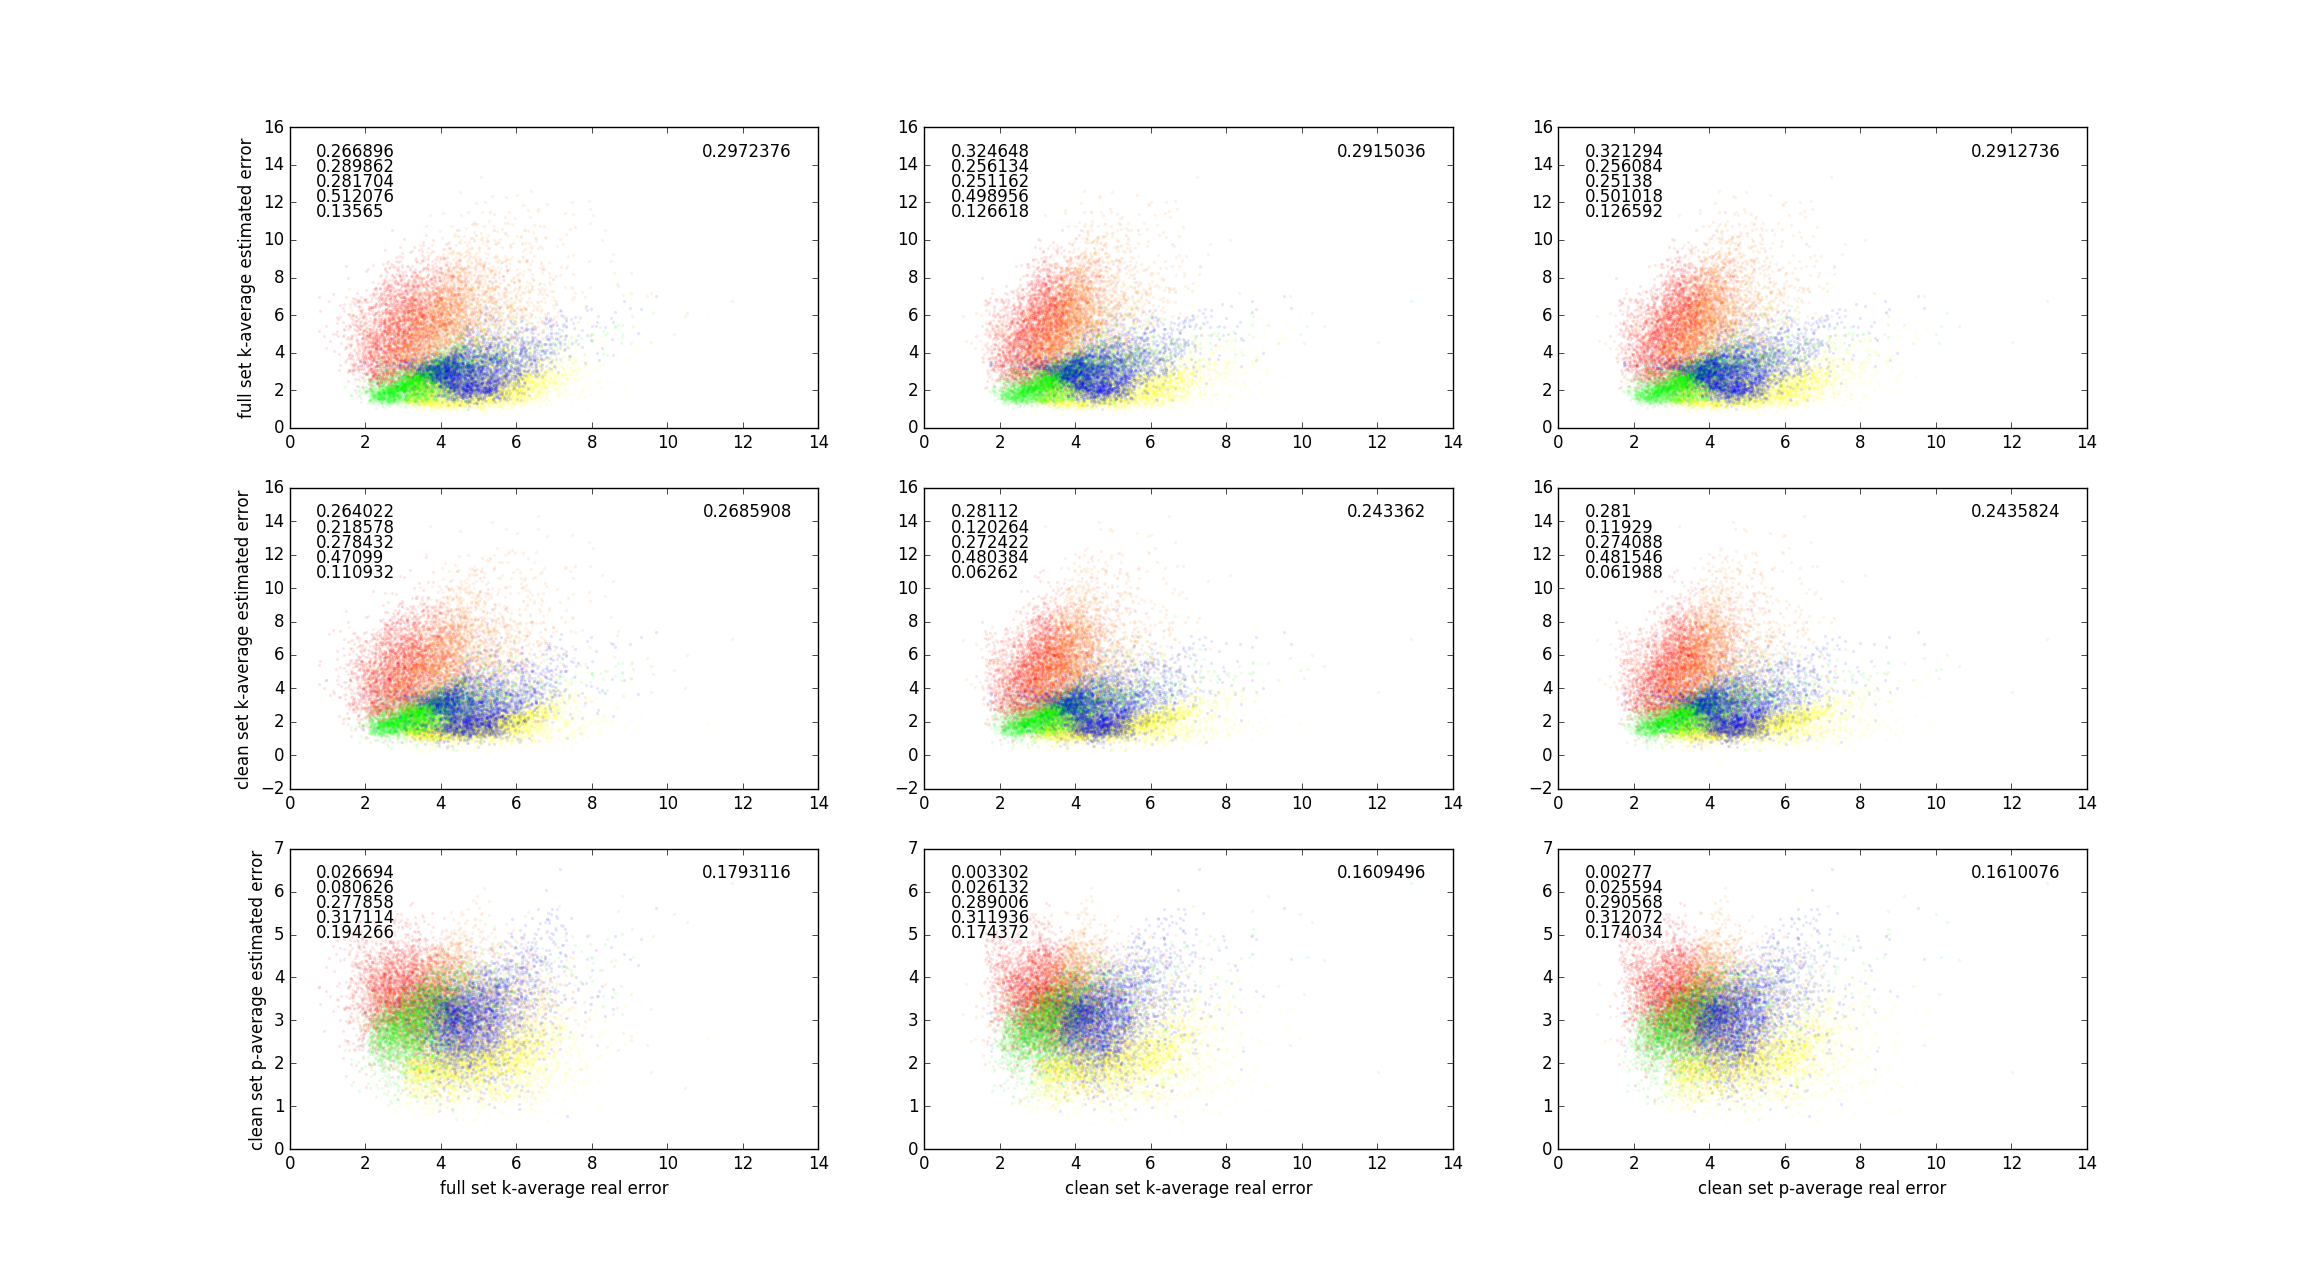 16 14 12 10 8 6 4 2 0
full set k-average estimated error
0.266896
0.289862
0.281704
0.512076
0.13565
0.2972376
0 2 4 6 8 10 12 14
16 14 12 10 8 6 4 2 0
0.324648
0.256134
0.251162
0.498956
0.126618
0.2915036
0 2 4 6 8 10 12 14
16 14 12 10 8 6 4 2 0
0.321294
0.256084
0.25138
0.501018
0.126592
0.2912736
0 2 4 6 8 10 12 14
16 14 12 10 8 6 4 2 0 −2
clean set k-average estimated error
0.264022
0.218578
0.278432
0.47099
0.110932
0.2685908
0 2 4 6 8 10 12 14
16 14 12 10 8 6 4 2 0 −2
0.28112
0.120264
0.272422
0.480384
0.06262
0.243362
0 2 4 6 8 10 12 14
16 14 12 10 8 6 4 2 0 −2
0.281
0.11929
0.274088
0.481546
0.061988
0.2435824
0 2 4 6 8 10 12 14
7 6 5 4 3 2 1 0
clean set p-average estimated error
0.026694
0.080626
0.277858
0.317114
0.194266
0.1793116
0 2 4 6 8 10 12 14
full set k-average real error
7 6 5 4 3 2 1 0
0.003302
0.026132
0.289006
0.311936
0.174372
0.1609496
0 2 4 6 8 10 12 14
clean set k-average real error
7 6 5 4 3 2 1 0
0.00277
0.025594
0.290568
0.312072
0.174034
0.1610076
0 2 4 6 8 10 12 14
clean set p-average real error